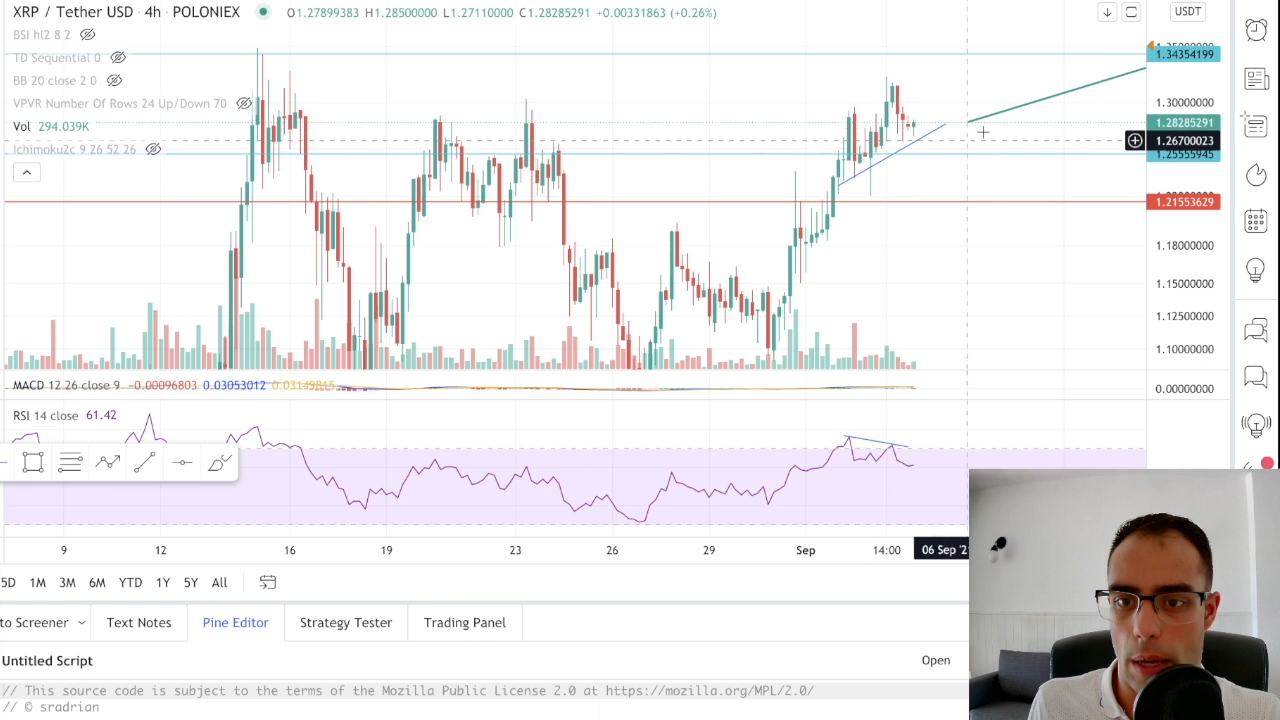 XRP / Tether USD · 4h · POLONIEX O1.27899383 H1.28500000 L1.27110000 C1.28285291 +0.00331863 (+0.26%)
BSI hl2 8 2
TD Sequential 0
BB 20 close 2 0
VPVR Number Of Rows 24 Up/Down 70
Vol 294.039K
Ichimoku2c 9 26 52 26
USDT
1.34354199
1.30000000
1.28285291
1.26700023
1.25555945
1.21553629
1.18000000
1.15000000
1.12500000
1.10000000
MACD 12 26 close 9 −0.00096803 0.03053012 0.03149815
0.00000000
RSI 14 close 61.42
9 12 16 19 23 26 29 Sep 14:00 06 Sep '2
5D 1M 3M 6M YTD 1Y 5Y All
to Screener Text Notes Pine Editor Strategy Tester Trading Panel
Untitled Script Open
// This source code is subject to the terms of the Mozilla Public License 2.0 at https://mozilla.org/MPL/2.0/
// © sradrian